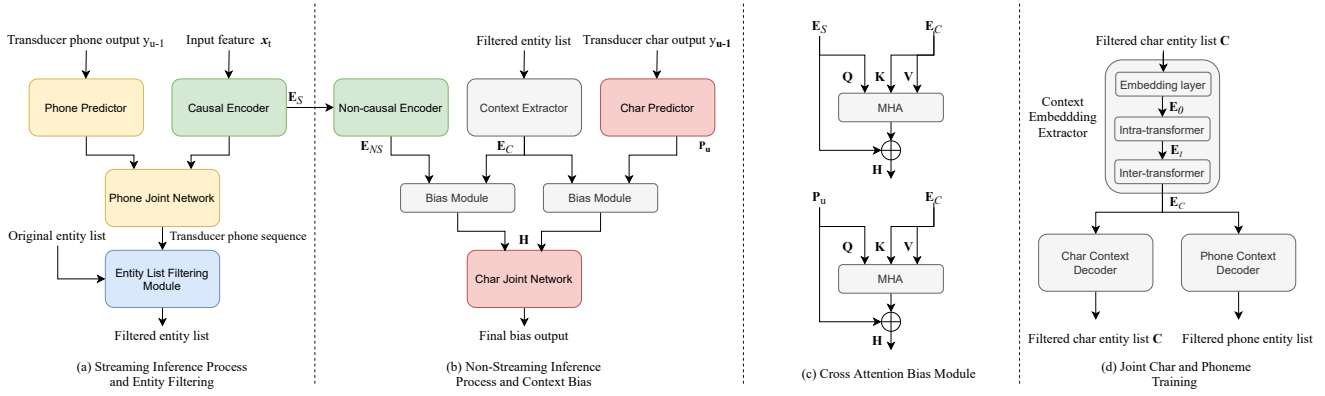 Transducer phone output y_{u-1}
Input feature x_t
Phone Predictor
Causal Encoder
E_S
Phone Joint Network
Original entity list
Transducer phone sequence
Entity List Filtering
Module
Filtered entity list
(a) Streaming Inference Process
and Entity Filtering
Filtered entity list
Transducer char output y_{u-1}
Non-causal Encoder
Context Extractor
Char Predictor
E_{NS}
E_C
P_u
Bias Module
Bias Module
H
Char Joint Network
Final bias output
(b) Non-Streaming Inference
Process and Context Bias
E_S
E_C
Q
K
V
MHA
H
P_u
E_C
Q
K
V
MHA
H
(c) Cross Attention Bias Module
Filtered char entity list C
Context
Embeddding
Extractor
Embedding layer
E_0
Intra-transformer
E_1
Inter-transformer
E_C
Char Context
Decoder
Phone Context
Decoder
Filtered char entity list C
Filtered phone entity list
(d) Joint Char and Phoneme
Training